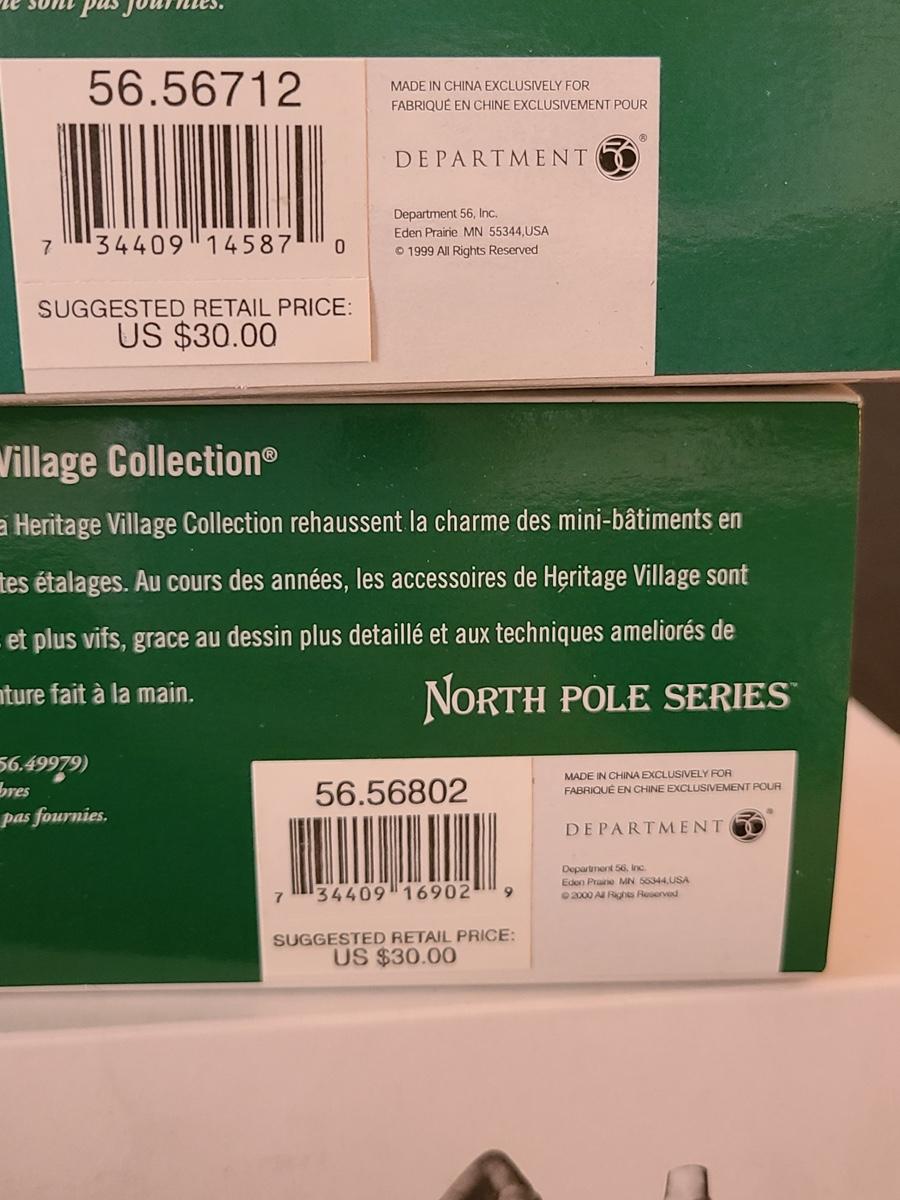 ne sont pas fournies.
56.56712
7 34409 14587 0
SUGGESTED RETAIL PRICE:
US $30.00
MADE IN CHINA EXCLUSIVELY FOR
FABRIQUÉ EN CHINE EXCLUSIVEMENT POUR
DEPARTMENT 56®
Department 56, Inc.
Eden Prairie MN 55344,USA
© 1999 All Rights Reserved
Village Collection®
a Heritage Village Collection rehaussent la charme des mini-bâtiments en
tes étalages. Au cours des années, les accessoires de Heritage Village sont
et plus vifs, grace au dessin plus detaillé et aux techniques ameliorés de
nture fait à la main.
NORTH POLE SERIES™
56.49979)
bres
pas fournies.
56.56802
7 34409 16902 9
SUGGESTED RETAIL PRICE:
US $30.00
MADE IN CHINA EXCLUSIVELY FOR
FABRIQUÉ EN CHINE EXCLUSIVEMENT POUR
DEPARTMENT 56®
Department 56, Inc.
Eden Prairie MN 55344,USA
© 2000 All Rights Reserved